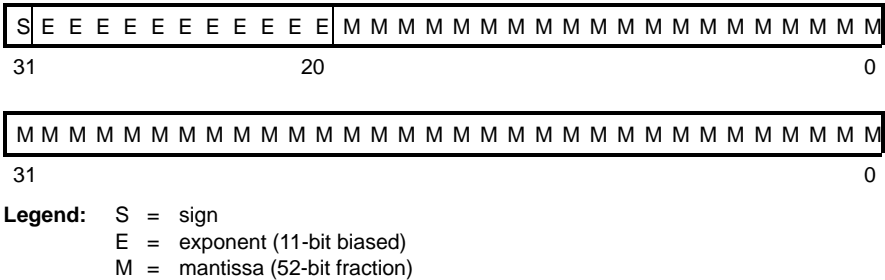 S E E E E E E E E E E E M M M M M M M M M M M M M M M M M M M M
31 20 0
M M M M M M M M M M M M M M M M M M M M M M M M M M M M M M M M
31 0
Legend: S = sign
E = exponent (11-bit biased)
M = mantissa (52-bit fraction)